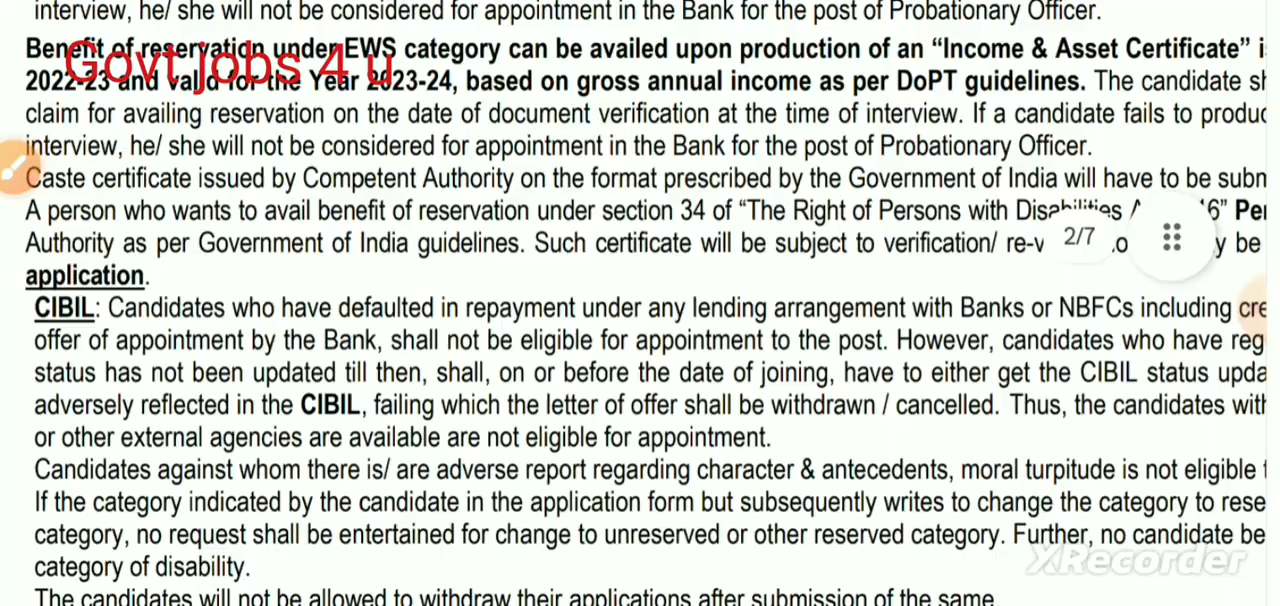 interview, he/ she will not be considered for appointment in the Bank for the post of Probationary Officer.
Benefit of reservation under EWS category can be availed upon production of an “Income & Asset Certificate”
Govt jobs 4 u
2022-23 and valid for the Year 2023-24, based on gross annual income as per DoPT guidelines. The candidate
claim for availing reservation on the date of document verification at the time of interview. If a candidate fails to
interview, he/ she will not be considered for appointment in the Bank for the post of Probationary Officer.
Caste certificate issued by Competent Authority on the format prescribed by the Government of India will have to be
A person who wants to avail benefit of reservation under section 34 of “The Right of Persons with Disabilities
Authority as per Government of India guidelines. Such certificate will be subject to verification/ be
2/7
application.
CIBIL: Candidates who have defaulted in repayment under any lending arrangement with Banks or NBFCs including
offer of appointment by the Bank, shall not be eligible for appointment to the post. However, candidates who have
status has not been updated till then, shall, on or before the date of joining, have to either get the CIBIL status
adversely reflected in the CIBIL, failing which the letter of offer shall be withdrawn / cancelled. Thus, the candidates
or other external agencies are available are not eligible for appointment.
Candidates against whom there is/ are adverse report regarding character & antecedents, moral turpitude is not eligible
If the category indicated by the candidate in the application form but subsequently writes to change the category to
category, no request shall be entertained for change to unreserved or other reserved category. Further, no candidate
category of disability.
XRecorder
The candidates will not be allowed to withdraw their applications after submission of the same